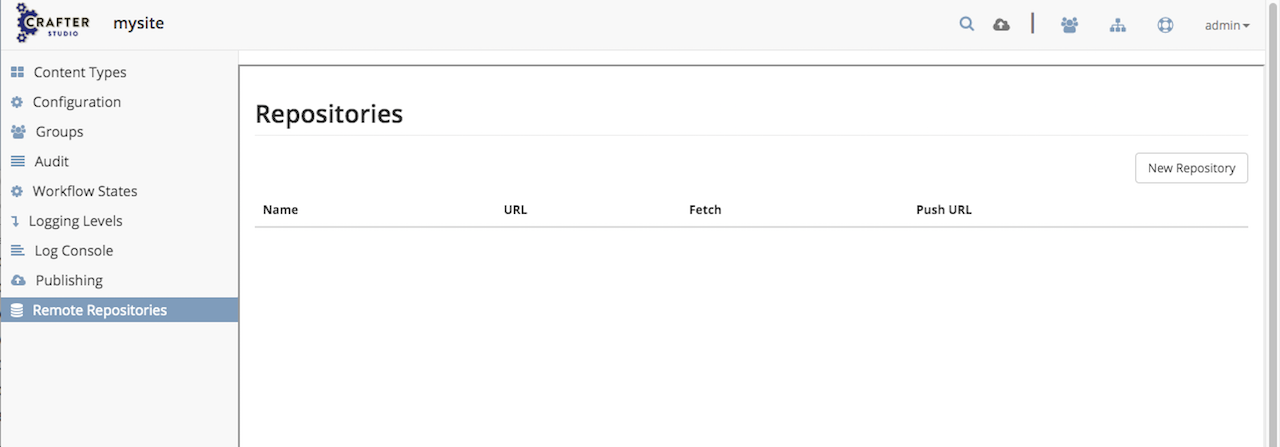 CRAFTER
STUDIO
mysite
admin
Content Types
Configuration
Groups
Audit
Workflow States
Logging Levels
Log Console
Publishing
Remote Repositories
Repositories
New Repository
Name URL Fetch Push URL